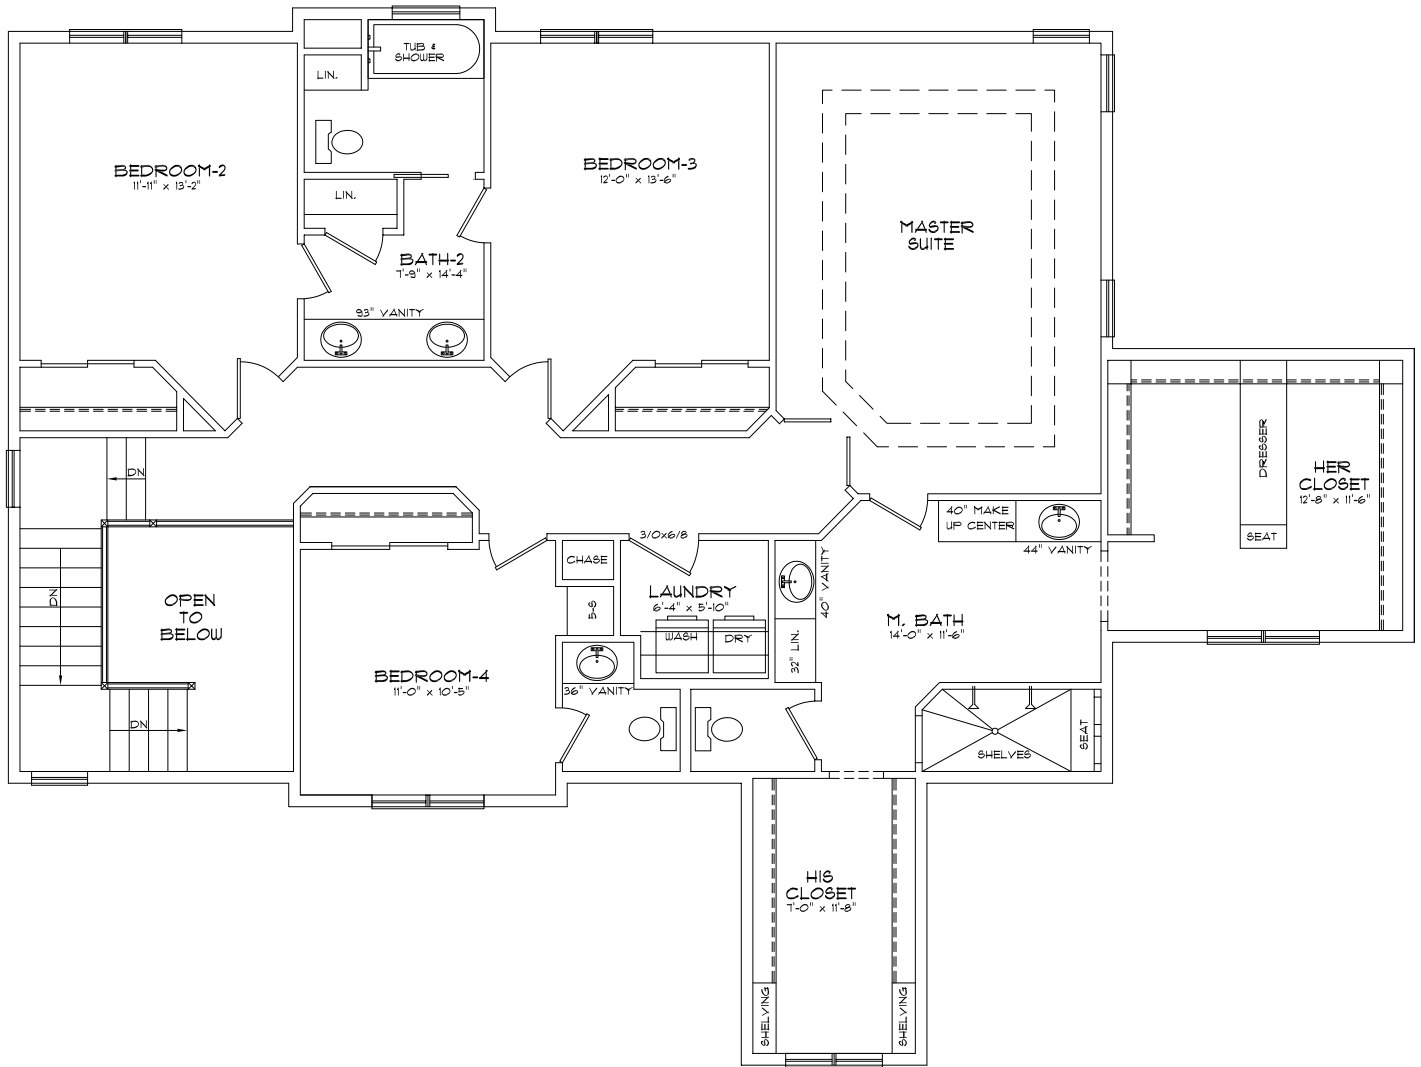 TUB &
SHOWER
LIN.
BEDROOM-2
11'-11" x 13'-2"
BEDROOM-3
12'-0" x 13'-6"
LIN.
MASTER
SUITE
BATH-2
7'-9" x 14'-4"
93" VANITY
DRESSER
HER
CLOSET
12'-8" x 11'-6"
SEAT
DN
40" MAKE
UP CENTER
44" VANITY
3/0x6/8
CHASE
40" VANITY
LAUNDRY
6'-4" x 5'-10"
WASH
DRY
5-S
DN
OPEN
TO
BELOW
M. BATH
14'-0" x 11'-6"
32" LIN.
BEDROOM-4
11'-0" x 10'-5"
36" VANITY
DN
SHELVES
SEAT
HIS
CLOSET
7'-0" x 11'-8"
SHELVING
SHELVING